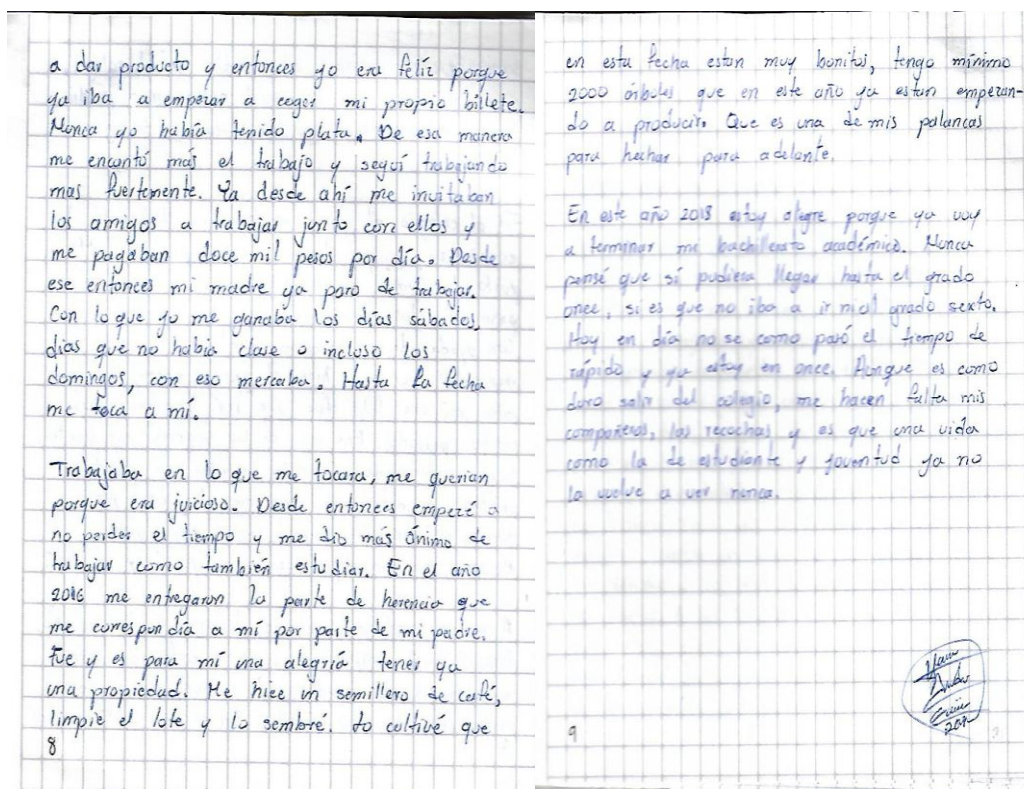 a dar producto y entonces yo era feliz porque
ya iba a empezar a coger mi propio billete.
Nunca yo había tenido plata. De esa manera
me encantó más el trabajo y seguí trabajando
mas fuertemente. Ya desde ahí me invitaban
los amigos a trabajar junto con ellos y
me pagaban doce mil pesos por día. Desde
ese entonces mi madre ya paro de trabajar.
Con lo que yo me ganaba los días sábados,
dias que no habia clase o incluso los
domingos, con eso mercaba. Hasta la fecha
me toca a mí.
Trabajaba en lo que me tocara, me querian
porque era juicioso. Desde entonces empezé a
no perder el tiempo y me dio más ánimo de
trabajar como también estudiar. En el año
2016 me entregaron la parte de herencia que
me correspondía a mí por parte de mi padre.
Fue y es para mí una alegriá tener ya
una propiedad. Me hice un semillero de café,
limpie el lote y lo sembré. Lo cultivé que
8
en esta fecha estan muy bonitos, tengo mínimo
2000 árboles que en este año ya estan empezan-
do a producir. Que es una de mis palancas
para hechar para adelante.
En este año 2018 estoy alegre porque ya voy
a terminar mi bachillerato académico. Nunca
pensé que sí pudiera llegar hasta el grado
once, si es que no iba a ir ni al grado sexto.
Hoy en día no se como pasó el tiempo de
rápido y ya estoy en once. Aunque es como
duro salir del colegio, me hacen falta mis
compañeros, las recochas y es que una vida
como la de estudiante y joventud ya no
la vuelve a ver nunca.
9